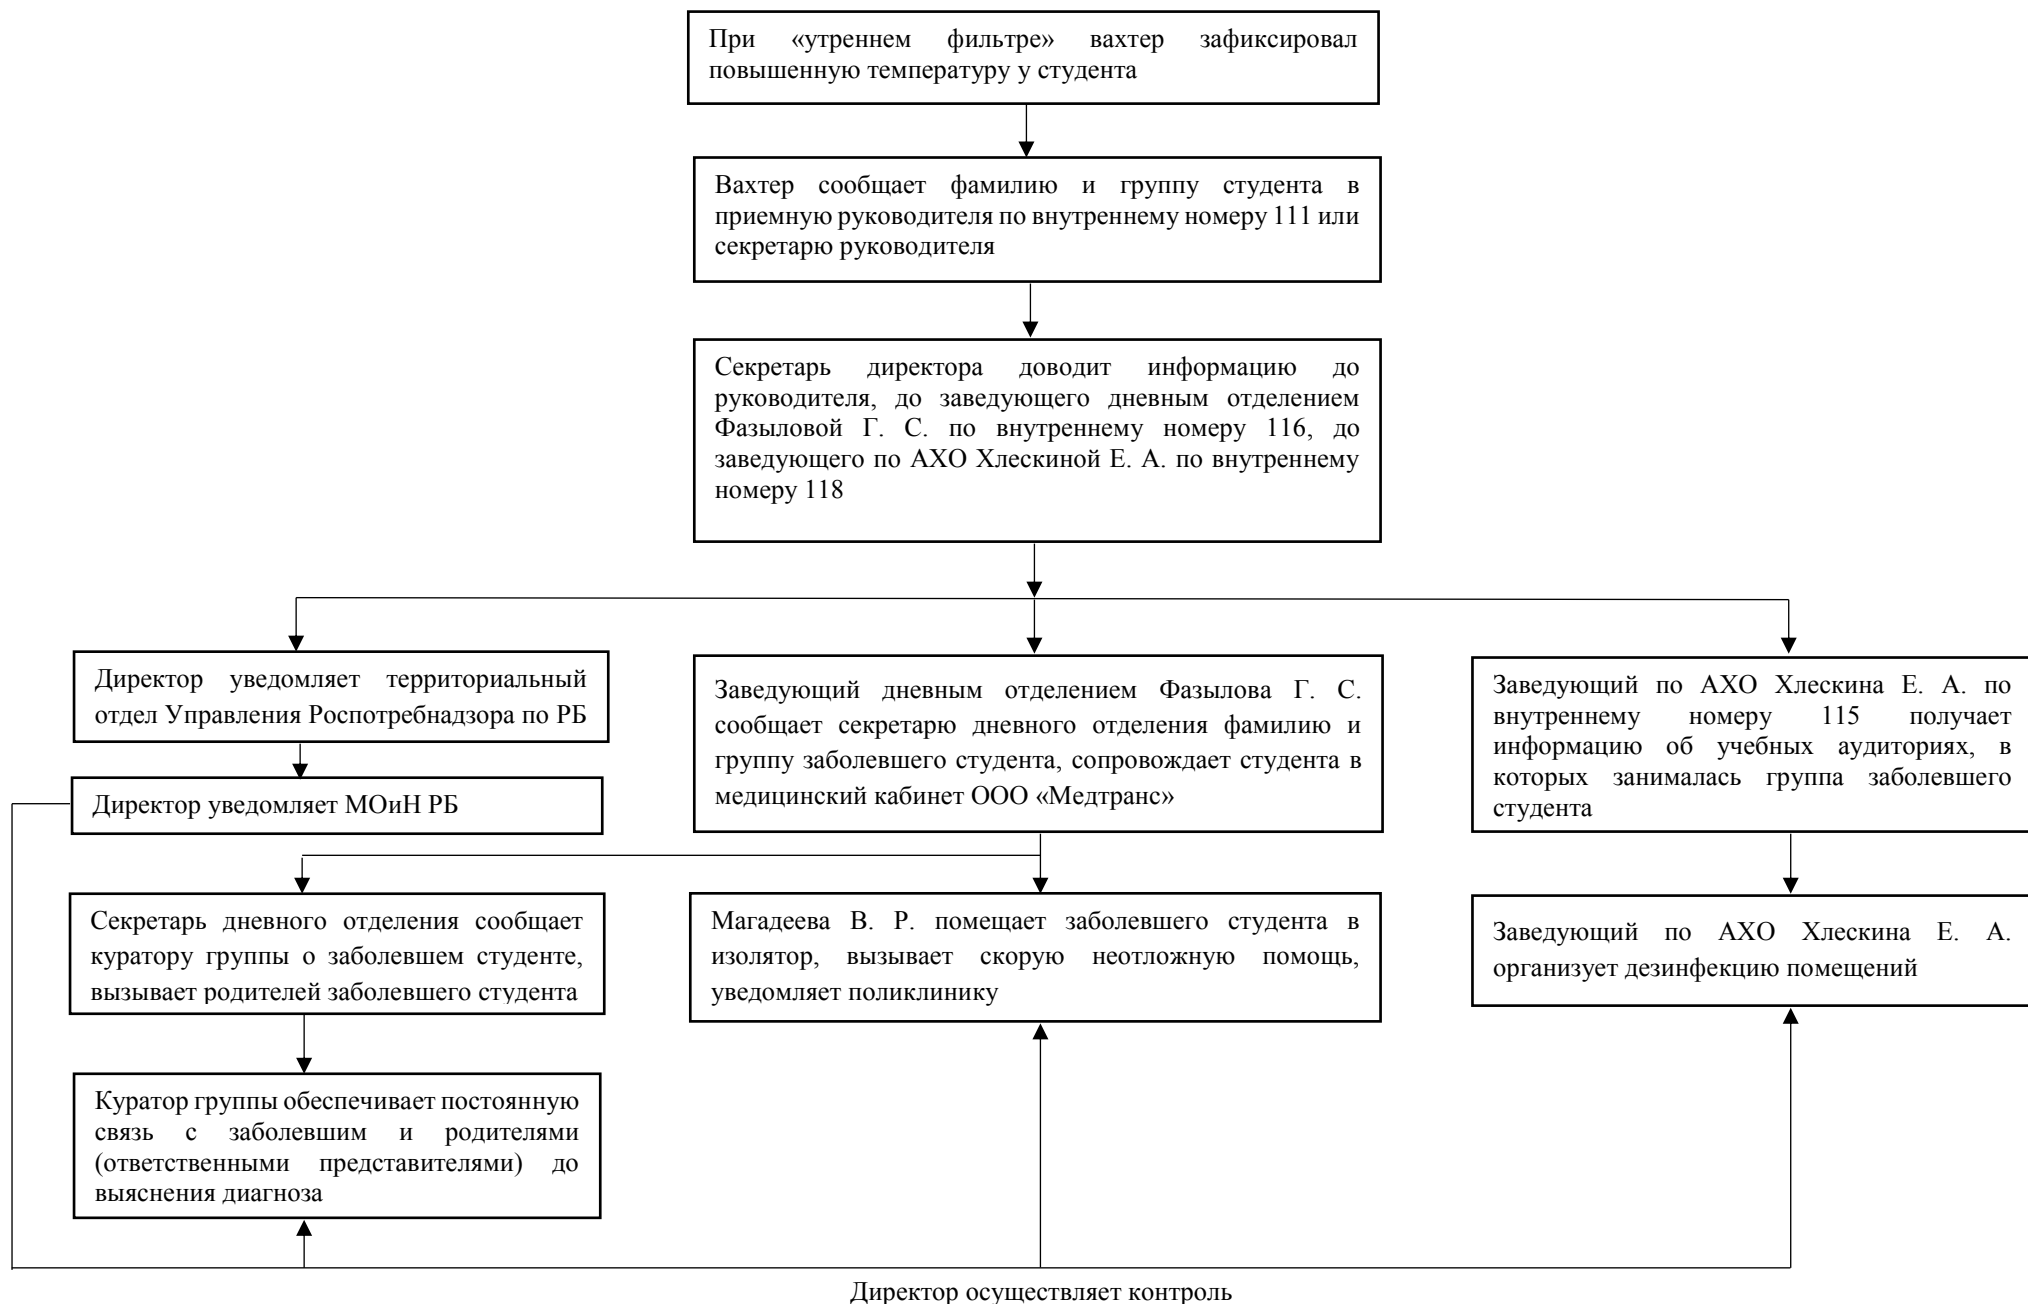 При «утреннем фильтре» вахтер зафиксировал
повышенную температуру у студента
Вахтер сообщает фамилию и группу студента в
приемную руководителя по внутреннему номеру 111 или
секретарю руководителя
Секретарь директора доводит информацию до
руководителя, до заведующего дневным отделением
Фазыловой Г. С. по внутреннему номеру 116, до
заведующего по АХО Хлескиной Е. А. по внутреннему
номеру 118
Директор уведомляет территориальный
отдел Управления Роспотребнадзора по РБ
Директор уведомляет МОиН РБ
Заведующий дневным отделением Фазылова Г. С.
сообщает секретарю дневного отделения фамилию и
группу заболевшего студента, сопровождает студента в
медицинский кабинет ООО «Медтранс»
Заведующий по АХО Хлескина Е. А. по
внутреннему номеру 115 получает
информацию об учебных аудиториях, в
которых занималась группа заболевшего
студента
Секретарь дневного отделения сообщает
куратору группы о заболевшем студенте,
вызывает родителей заболевшего студента
Магадеева В. Р. помещает заболевшего студента в
изолятор, вызывает скорую неотложную помощь,
уведомляет поликлинику
Заведующий по АХО Хлескина Е. А.
организует дезинфекцию помещений
Куратор группы обеспечивает постоянную
связь с заболевшим и родителями
(ответственными представителями) до
выяснения диагноза
Директор осуществляет контроль